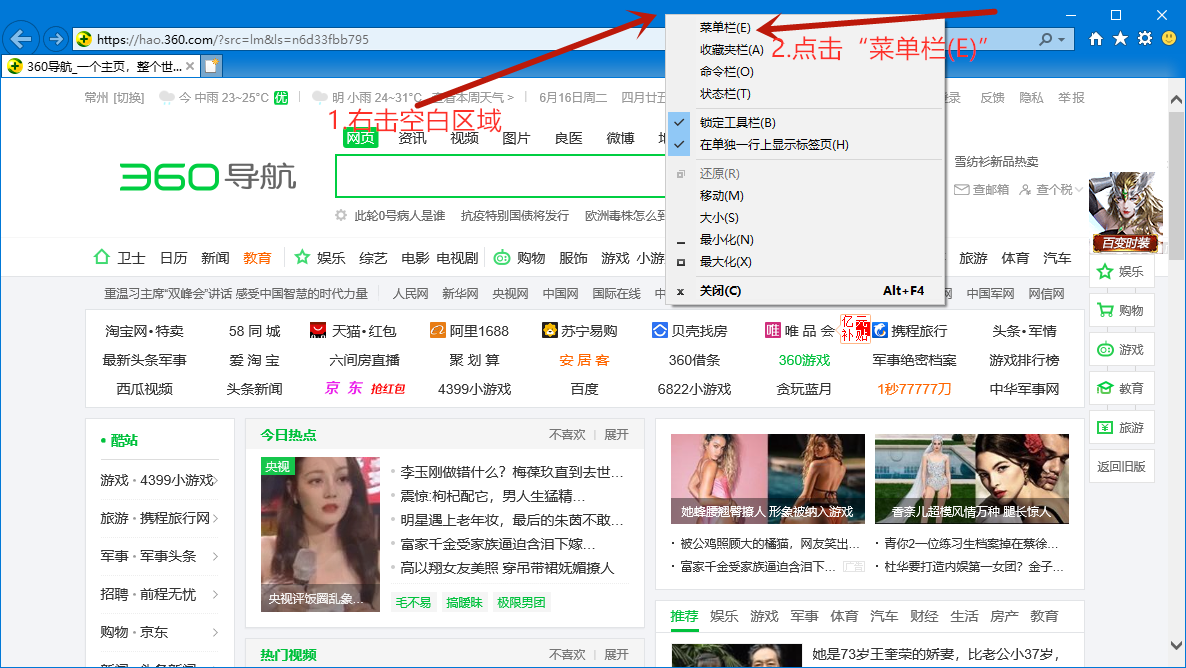 菜单栏(E)
收藏夹栏(A)
命令栏(O)
状态栏(T)
锁定工具栏(B)
在单独一行上显示标签页(H)
还原(R)
移动(M)
大小(S)
最小化(N)
最大化(X)
关闭(C) Alt+F4
1.右击空白区域
2.点击“菜单栏(E)”
https://hao.360.com/?src=lm&ls=n6d33fbb795
360导航_一个主页，整个世...
常州 [切换] 今 中雨 23~25°C 优 明 小雨 24~31°C 查看本周天气 > 6月16日周二 四月廿五
反馈 隐私 举报
网页 资讯 视频 图片 良医 微博
360导航
此轮0号病人是谁 抗疫特别国债将发行 欧洲毒株怎么到
雪纺衫新品热卖
查邮箱 查个税
百变时装
卫士 日历 新闻 教育 娱乐 综艺 电影 电视剧 购物 服饰 游戏 小游 旅游 体育 汽车
重温习主席“双峰会”讲话 感受中国智慧的时代力量 人民网 新华网 央视网 中国网 国际在线 中 中国军网 网信网
淘宝网•特卖 58 同 城 天猫•红包 阿里1688 苏宁易购 贝壳找房 唯 唯 品 会 亿元补贴 携程旅行 头条•军情
最新头条军事 爱 淘 宝 六间房直播 聚 划 算 安 居 客 360借条 360游戏 军事绝密档案 游戏排行榜
西瓜视频 头条新闻 京 东 抢红包 4399小游戏 百度 6822小游戏 贪玩蓝月 1秒77777刀 中华军事网
娱乐
购物
游戏
教育
旅游
返回旧版
酷站
游戏 · 4399小游戏
旅游 · 携程旅行网
军事 · 军事头条
招聘 · 前程无忧
购物 · 京东
新闻 · 头条新闻
今日热点 不喜欢 | 展开
央视
央视评饭圈乱象...
李玉刚做错什么？梅葆玖直到去世...
震惊:枸杞配它，男人生猛精...
明星遇上老年妆，最后的朱茵不敢...
富家千金受家族逼迫含泪下嫁...
高以翔女友美照 穿吊带裙妩媚撩人
毛不易 搞暧昧 极限男团
热门视频 不喜欢 | 展开
她蜂腰翘臀撩人 形象被纳入游戏
香奈儿超模风情万种 腿长惊人
被公鸡照顾大的橘猫，网友笑出...
青你2一位练习生档案掉在蔡徐...
富家千金受家族逼迫含泪下... 广告
杜华要打造内娱第一女团？金子...
推荐 娱乐 游戏 军事 体育 汽车 财经 生活 房产 教育
她是73岁王奎荣的娇妻，比老公小37岁，